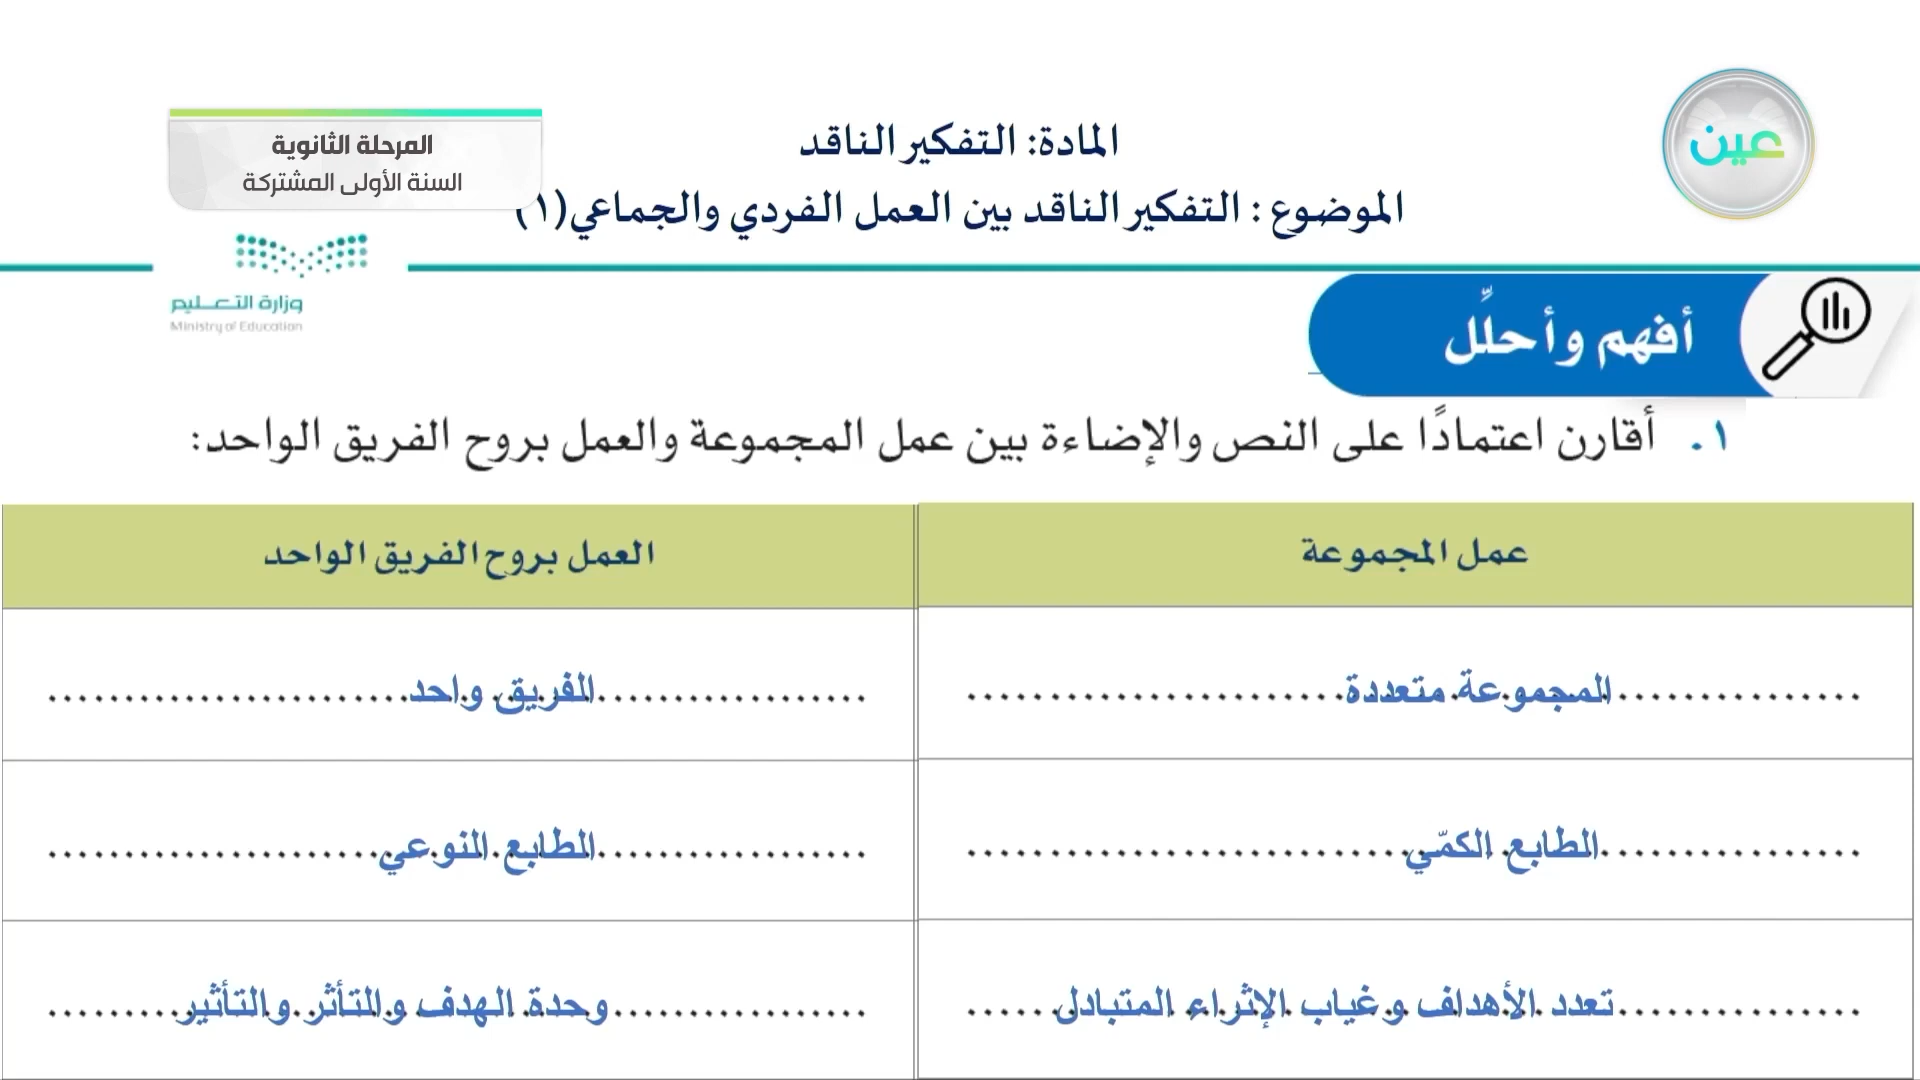 عين
المادة: التفكير الناقد
المرحلة الثانوية
السنة الأولى المشتركة
الموضوع : التفكير الناقد بين العمل الفردي والجماعي(١)
وزارة التعليم
Ministry of Education
أفهم وأحلِّل
١. أقارن اعتمادًا على النص والإضاءة بين عمل المجموعة والعمل بروح الفريق الواحد:
عمل المجموعة العمل بروح الفريق الواحد
المجموعة متعددة الفريق واحد
الطابع الكمّي الطابع النوعي
تعدد الأهداف وغياب الإثراء المتبادل وحدة الهدف والتأثر والتأثير